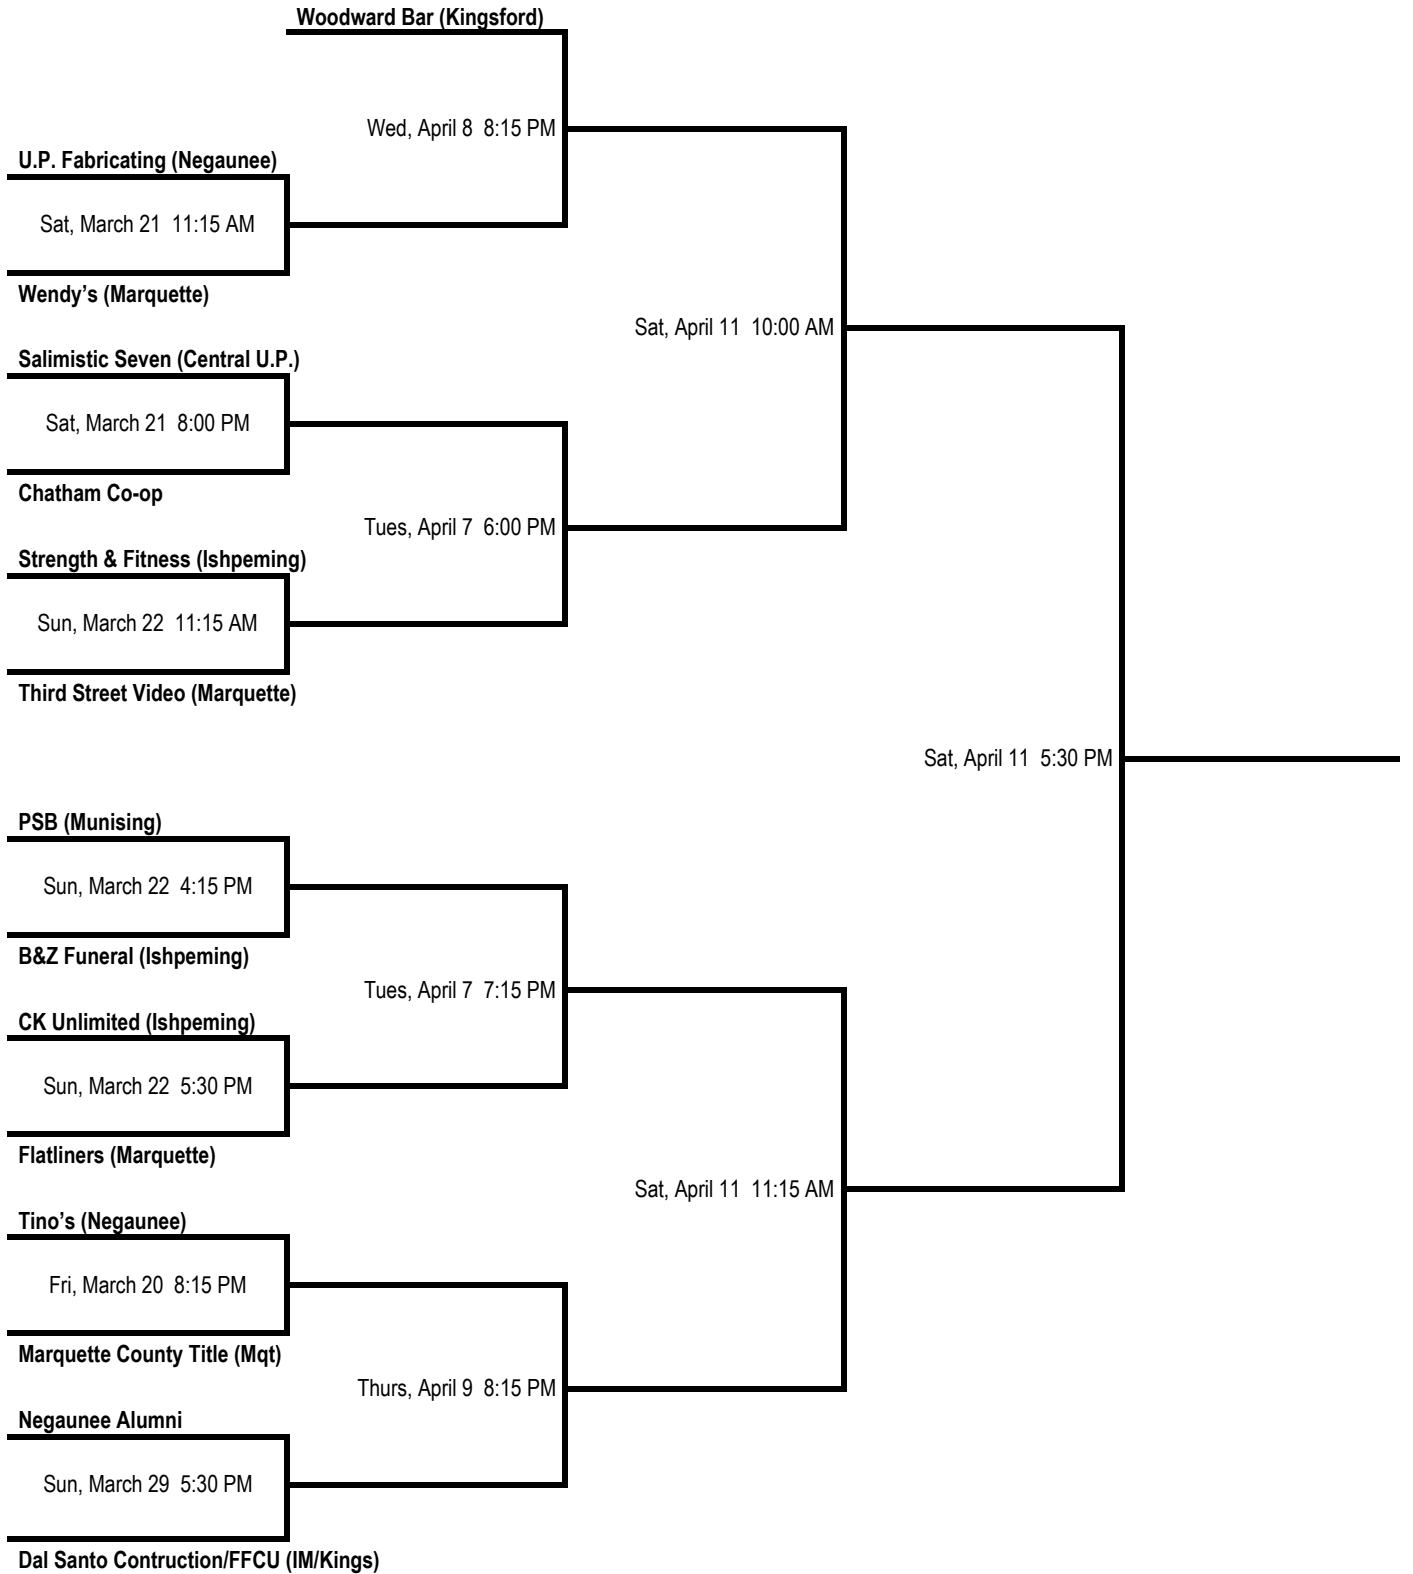 Woodward Bar (Kingsford)
Wed, April 8  8:15 PM
U.P. Fabricating (Negaunee)
Sat, March 21  11:15 AM
Wendy’s (Marquette)
Sat, April 11  10:00 AM
Salimistic Seven (Central U.P.)
Sat, March 21  8:00 PM
Chatham Co-op
Tues, April 7  6:00 PM
Strength & Fitness (Ishpeming)
Sun, March 22  11:15 AM
Third Street Video (Marquette)
Sat, April 11  5:30 PM
PSB (Munising)
Sun, March 22  4:15 PM
B&Z Funeral (Ishpeming)
Tues, April 7  7:15 PM
CK Unlimited (Ishpeming)
Sun, March 22  5:30 PM
Flatliners (Marquette)
Sat, April 11  11:15 AM
Tino’s (Negaunee)
Fri, March 20  8:15 PM
Marquette County Title (Mqt)
Thurs, April 9  8:15 PM
Negaunee Alumni
Sun, March 29  5:30 PM
Dal Santo Contruction/FFCU (IM/Kings)